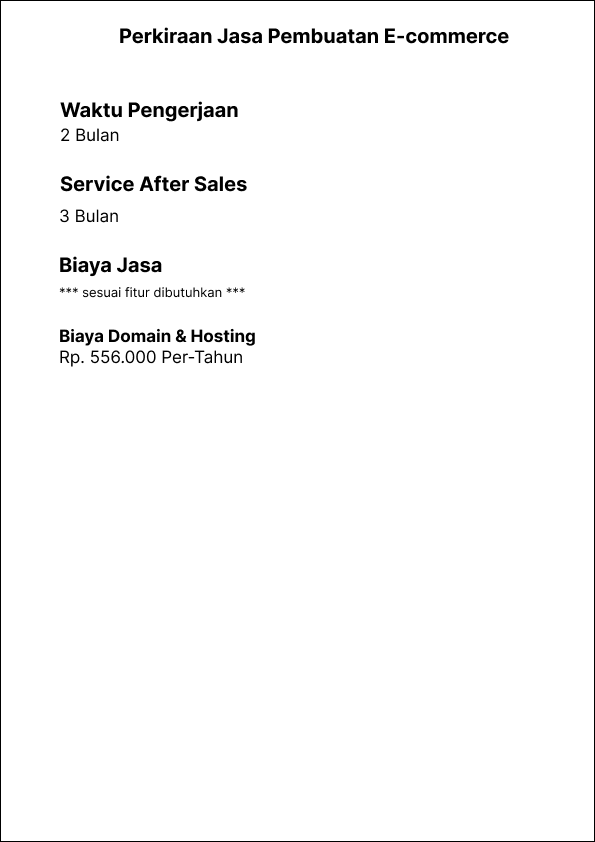 Perkiraan Jasa Pembuatan E-commerce
Waktu Pengerjaan
2 Bulan
Service After Sales
3 Bulan
Biaya Jasa
*** sesuai fitur dibutuhkan ***
Biaya Domain & Hosting
Rp. 556.000 Per-Tahun